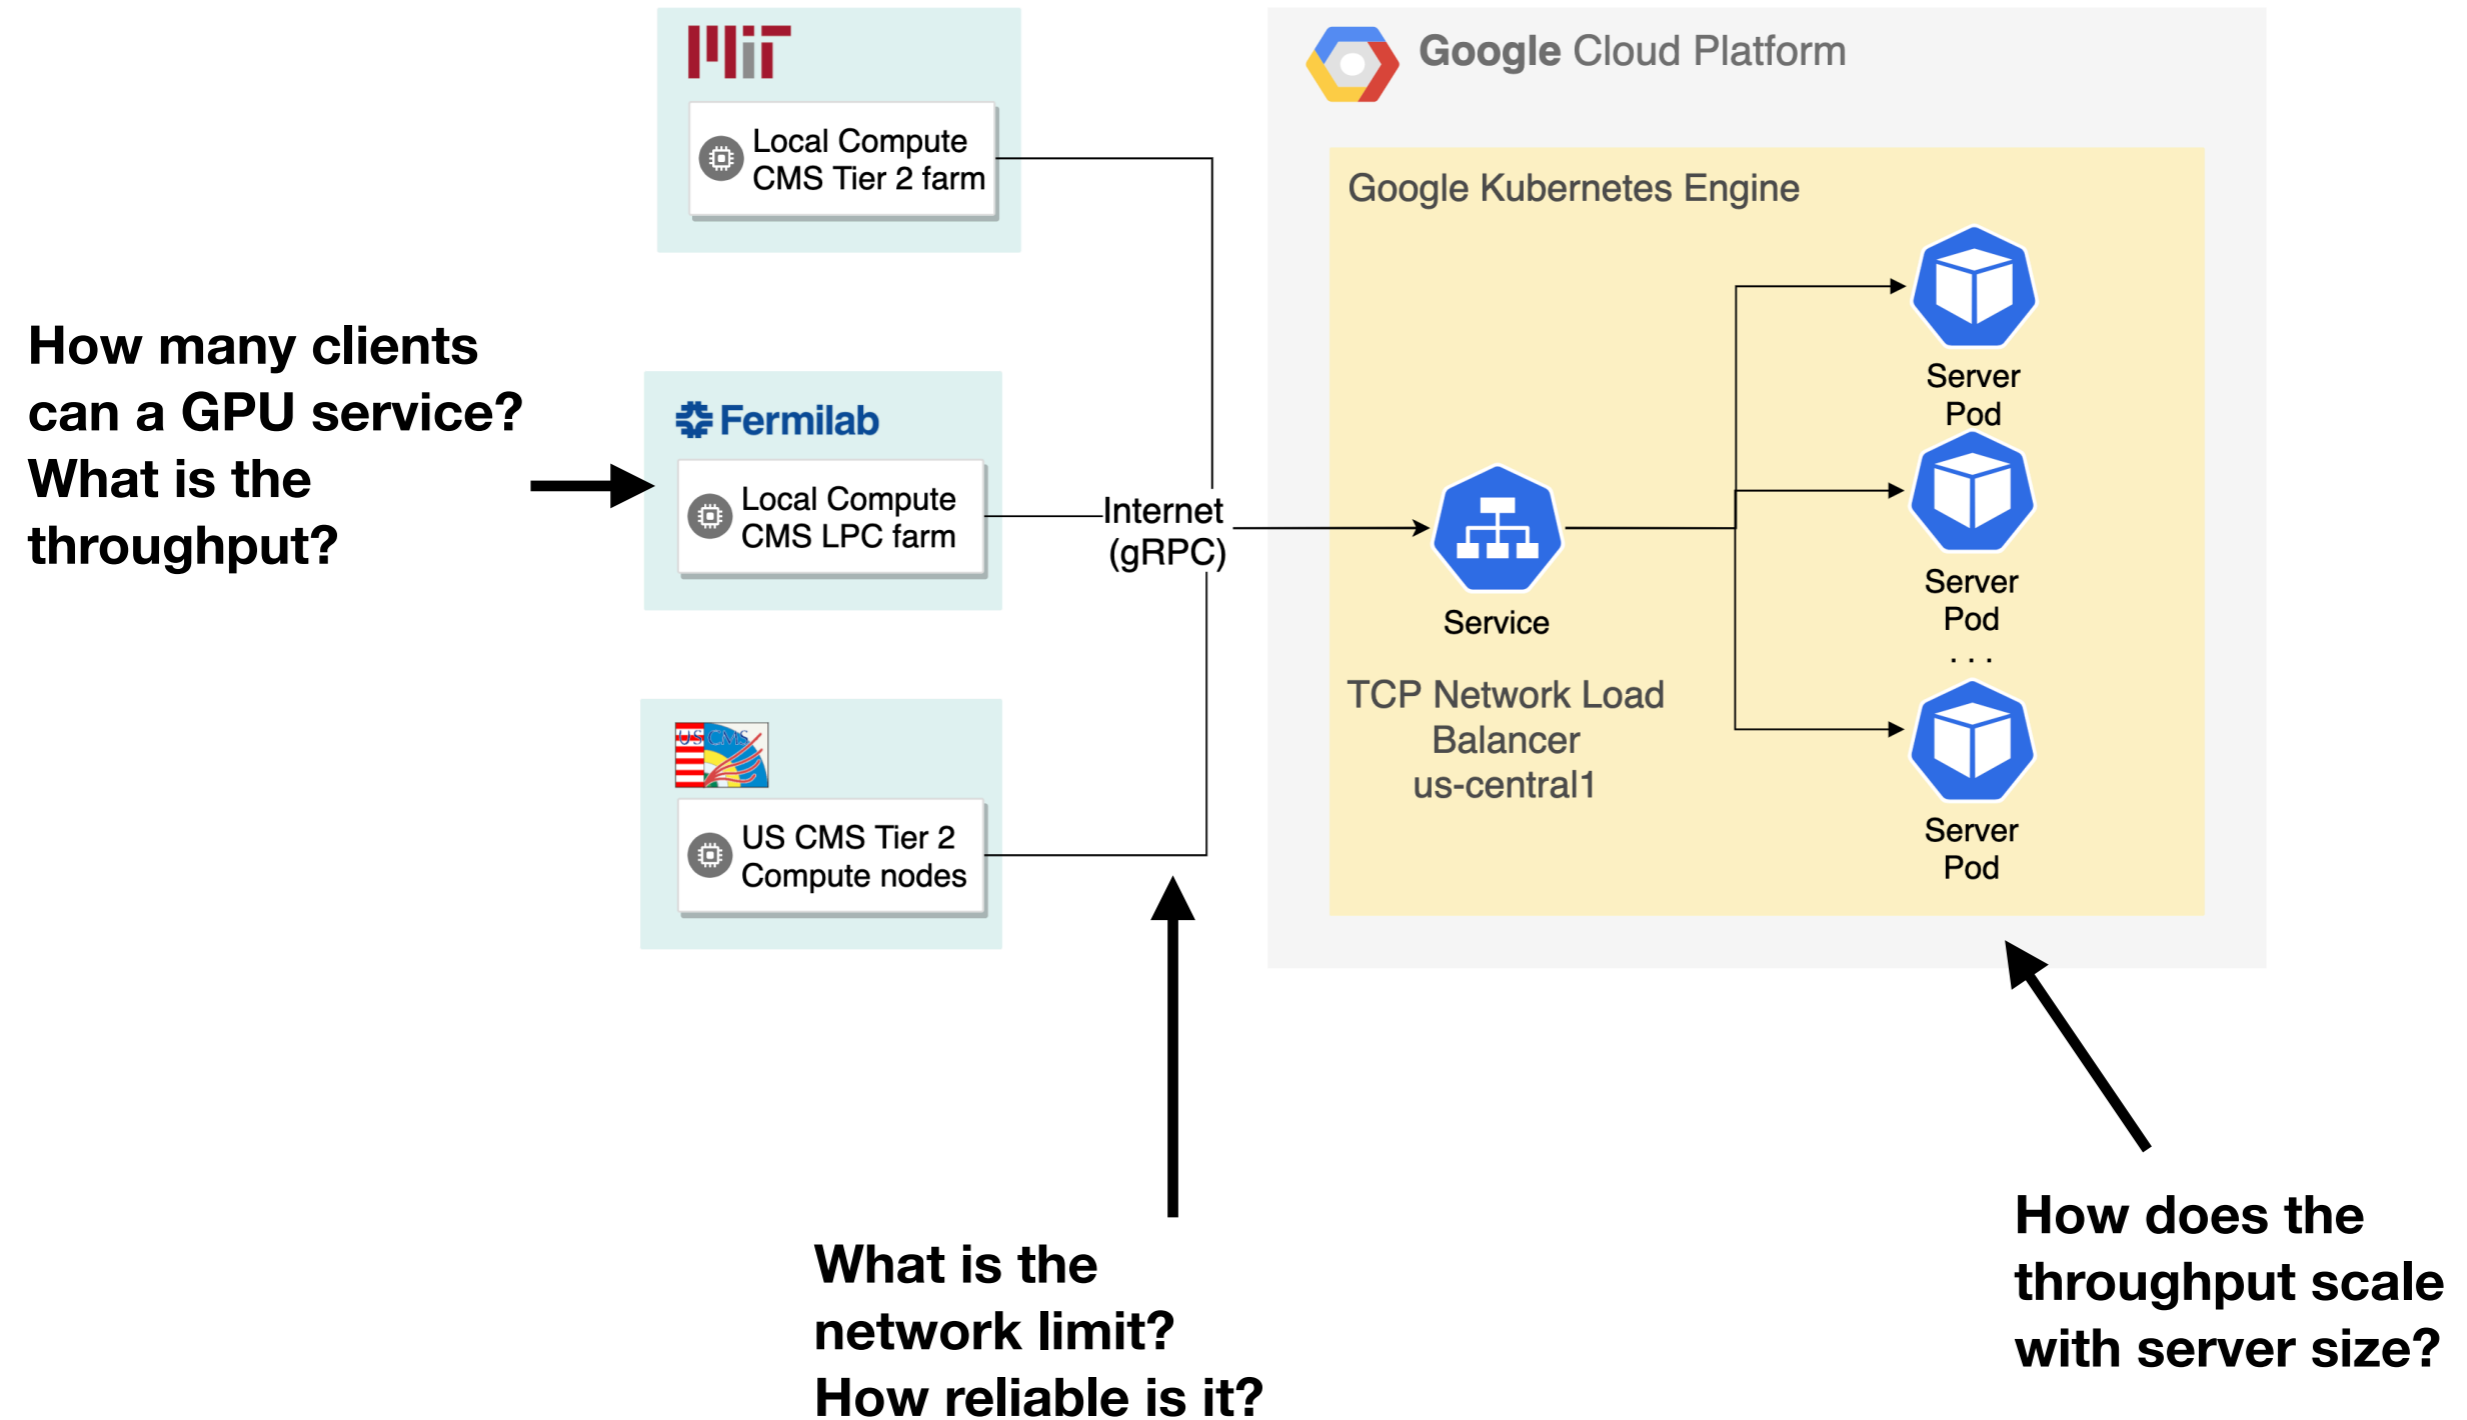 MIT
Local Compute
CMS Tier 2 farm
Google Cloud Platform
Google Kubernetes Engine
Server
Pod
How many clients
can a GPU service?
What is the
throughput?
Fermilab
Local Compute
CMS LPC farm
Internet
(gRPC)
Service
Server
Pod
. . .
TCP Network Load
Balancer
us-central1
US CMS
US CMS Tier 2
Compute nodes
Server
Pod
What is the
network limit?
How reliable is it?
How does the
throughput scale
with server size?